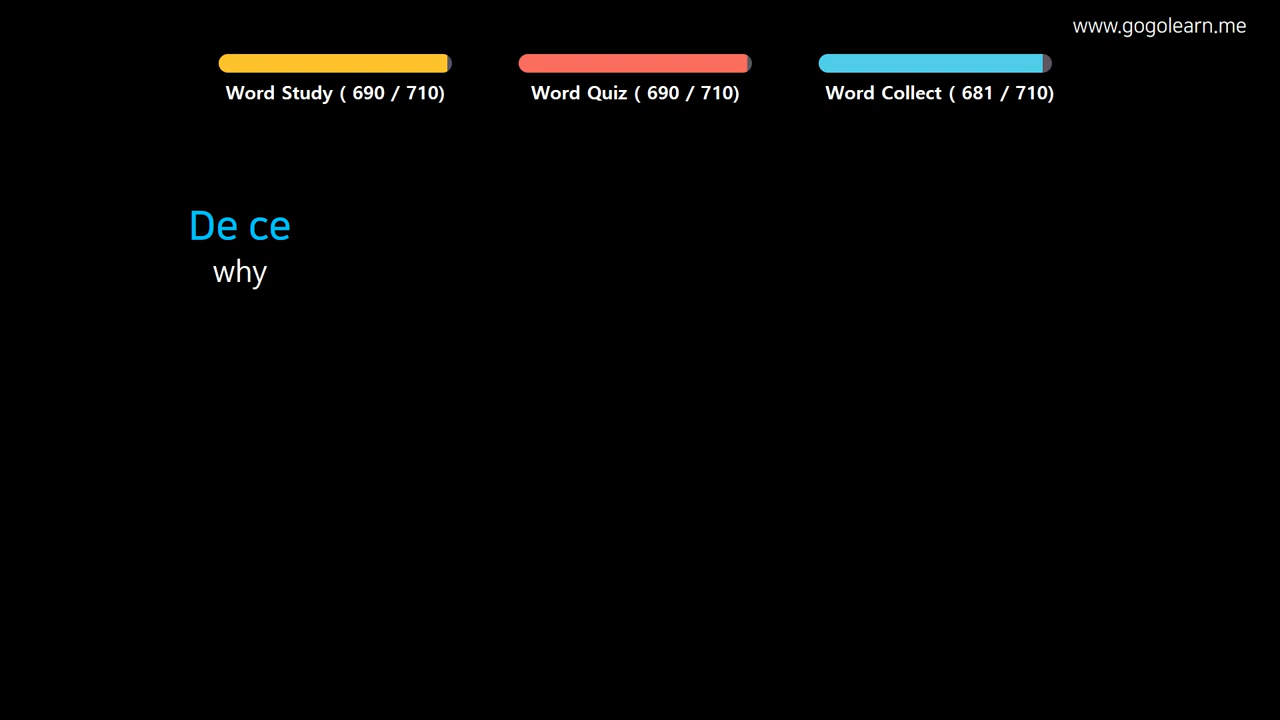 www.gogolearn.me
Word Study ( 690 / 710)
Word Quiz ( 690 / 710)
Word Collect ( 681 / 710)
De ce
why